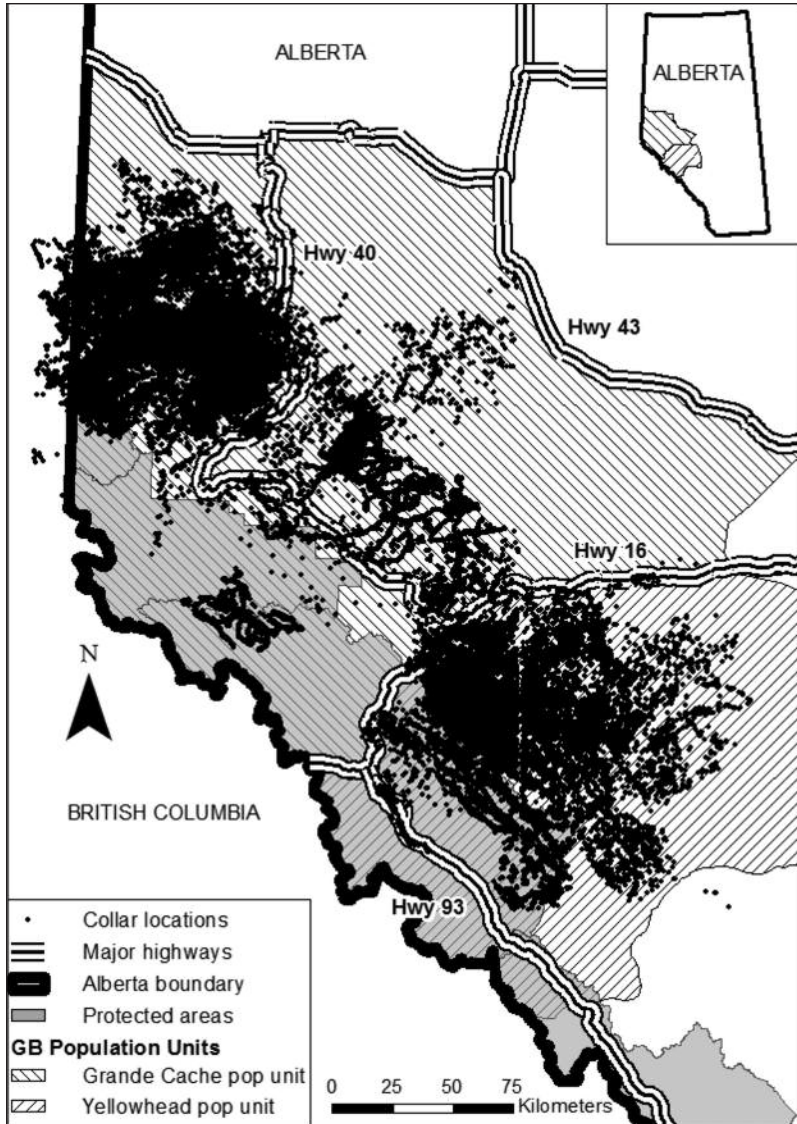 ALBERTA
ALBERTA
Hwy 40
Hwy 43
Hwy 16
N
BRITISH COLUMBIA
Hwy 93
Collar locations
Major highways
Alberta boundary
Protected areas
GB Population Units
Grande Cache pop unit
Yellowhead pop unit
0 25 50 75
Kilometers